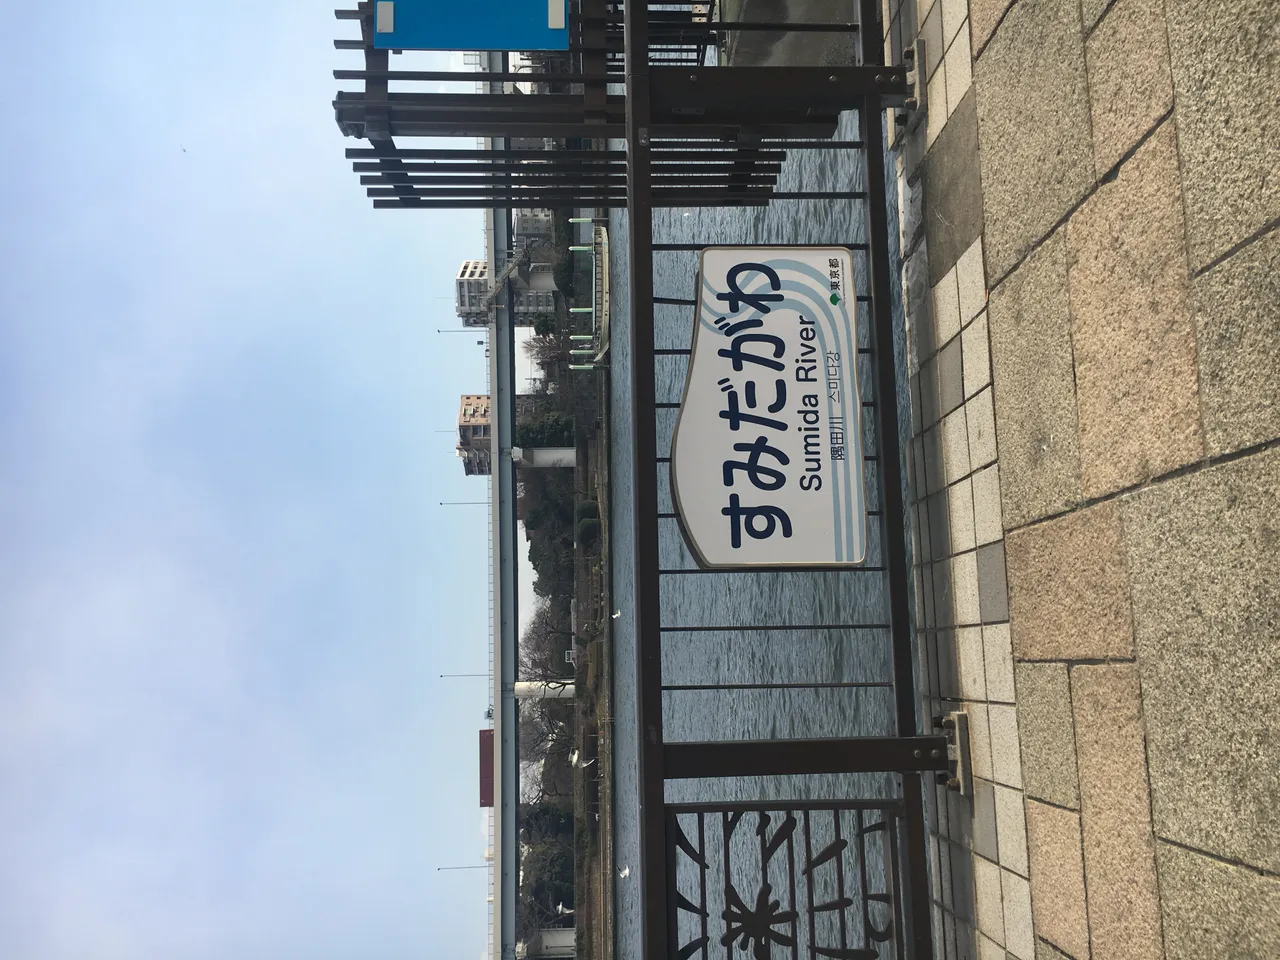 すみだがわ
Sumida River
隅田川 스미다강
東京都